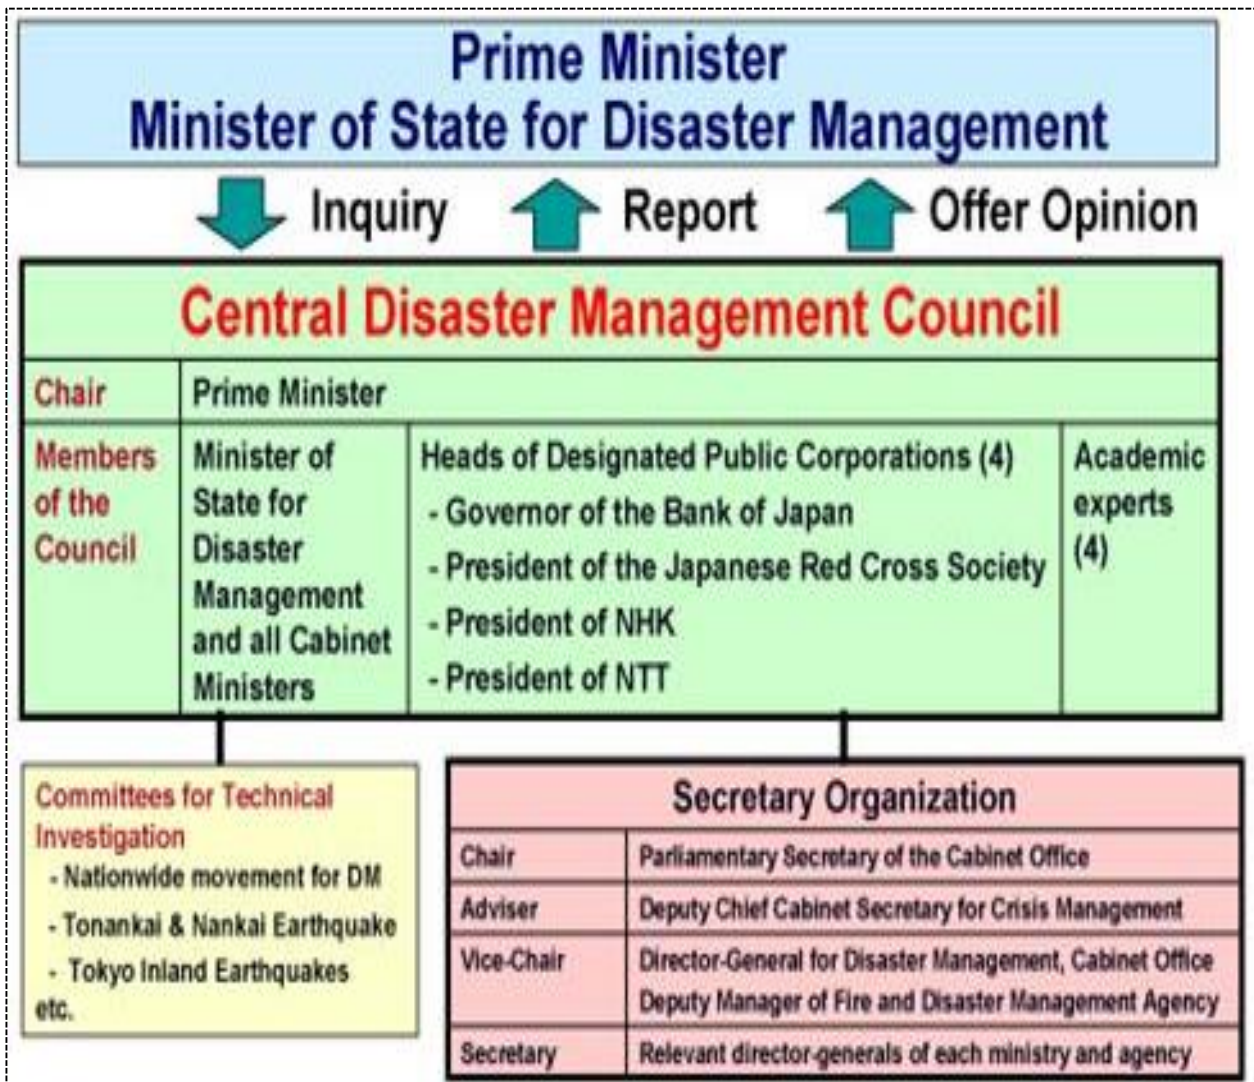 Prime Minister
Minister of State for Disaster Management
Inquiry
Report
Offer Opinion
Central Disaster Management Council
Chair
Prime Minister
Members
of the
Council
Minister of
State for
Disaster
Management
and all Cabinet
Ministers
Heads of Designated Public Corporations (4)
- Governor of the Bank of Japan
- President of the Japanese Red Cross Society
- President of NHK
- President of NTT
Academic
experts
(4)
Committees for Technical
Investigation
- Nationwide movement for DM
- Tonankai & Nankai Earthquake
- Tokyo Inland Earthquakes
etc.
Secretary Organization
Chair
Parliamentary Secretary of the Cabinet Office
Adviser
Deputy Chief Cabinet Secretary for Crisis Management
Vice-Chair
Director-General for Disaster Management, Cabinet Office
Deputy Manager of Fire and Disaster Management Agency
Secretary
Relevant director-generals of each ministry and agency